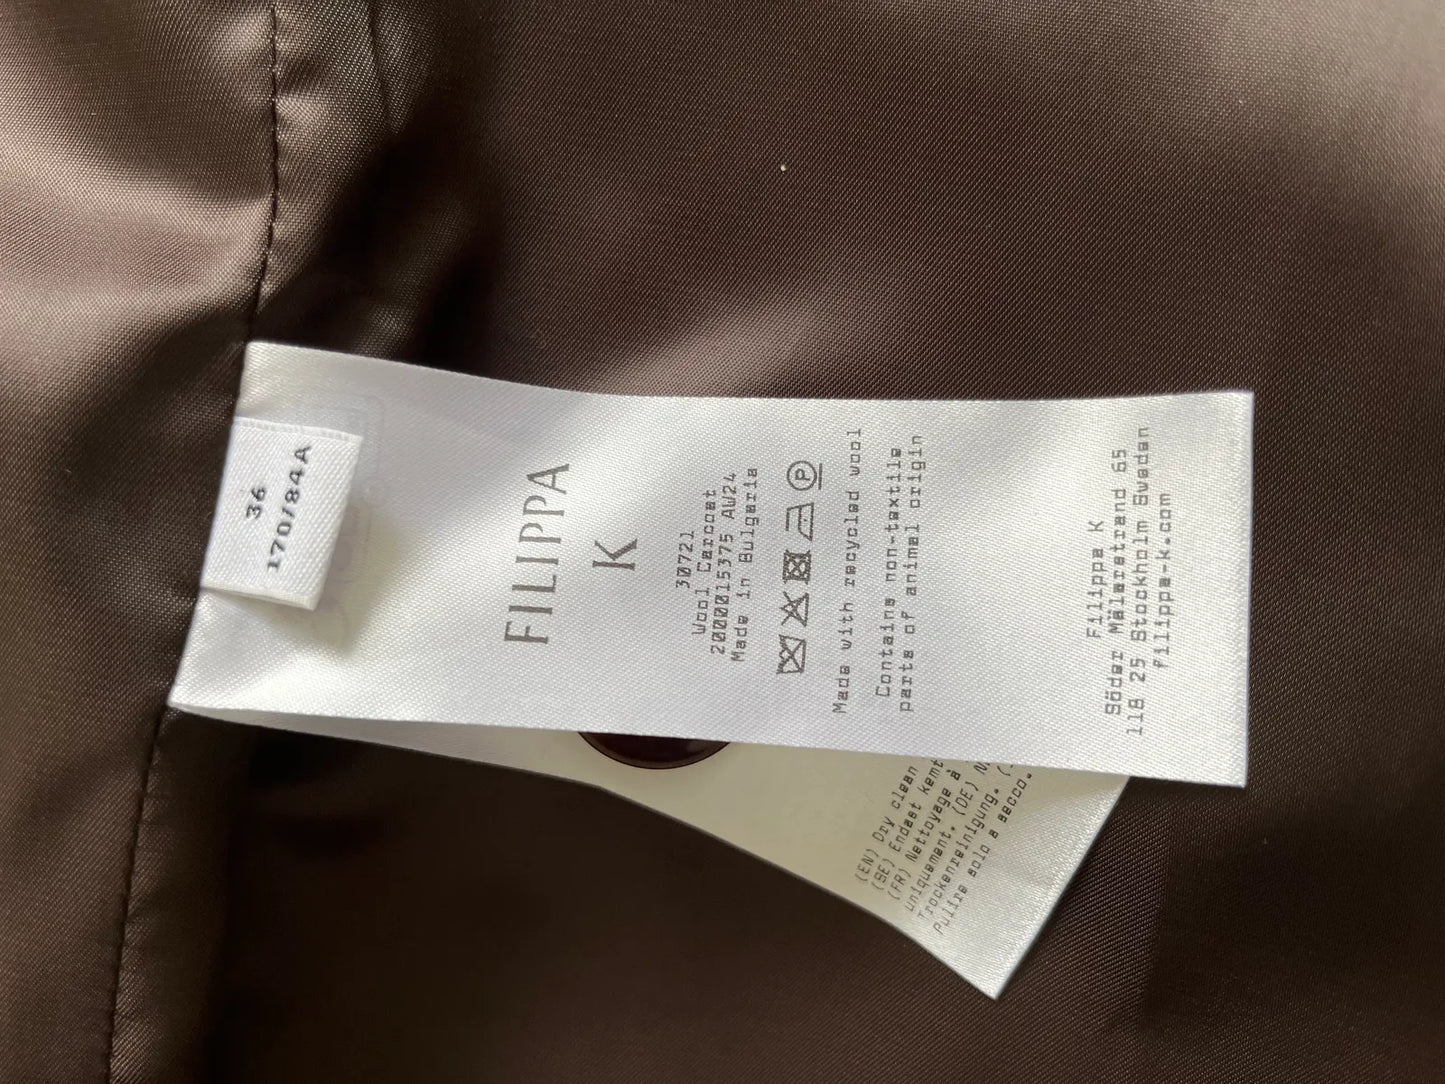 36
170/84A
FILIPPA
K
30721
Wool Carcoat
2000015375 AW24
Made in Bulgaria
P
Made with recycled wool
Contains non-textile
parts of animal origin
Filippa K
Söder Mälarstrand 65
118 25 Stockholm Sweden
filippa-k.com
(EN) Dry clean
(SE) Endast kemt
(FR) Nettoyage à
uniquement. (DE) N
Trockenreinigung. (
Pulire solo a secco.